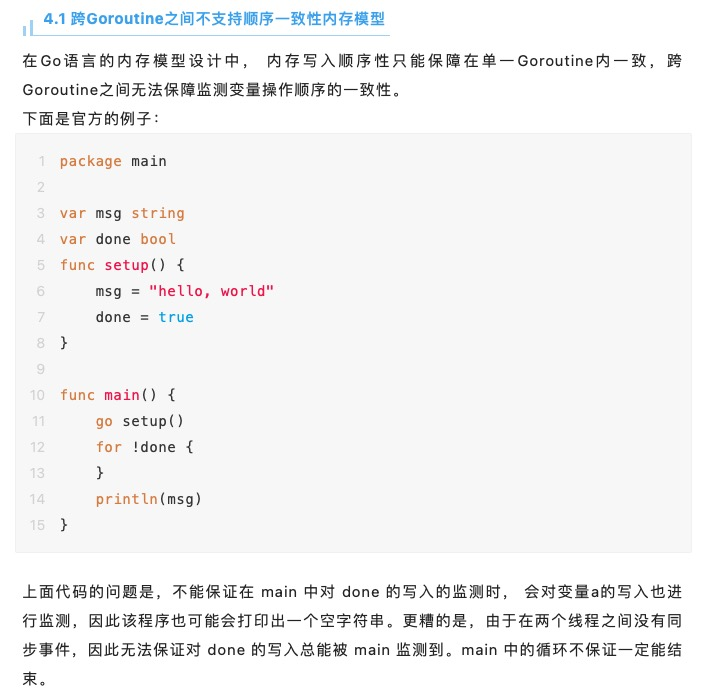 4.1 跨Goroutine之间不支持顺序一致性内存模型
在Go语言的内存模型设计中， 内存写入顺序性只能保障在单一Goroutine内一致，跨
Goroutine之间无法保障监测变量操作顺序的一致性。
下面是官方的例子：
1 package main
2
3 var msg string
4 var done bool
5 func setup() {
6     msg = "hello, world"
7     done = true
8 }
9
10 func main() {
11     go setup()
12     for !done {
13     }
14     println(msg)
15 }
上面代码的问题是，不能保证在 main 中对 done 的写入的监测时， 会对变量a的写入也进
行监测，因此该程序也可能会打印出一个空字符串。更糟的是，由于在两个线程之间没有同
步事件，因此无法保证对 done 的写入总能被 main 监测到。main 中的循环不保证一定能结
束。